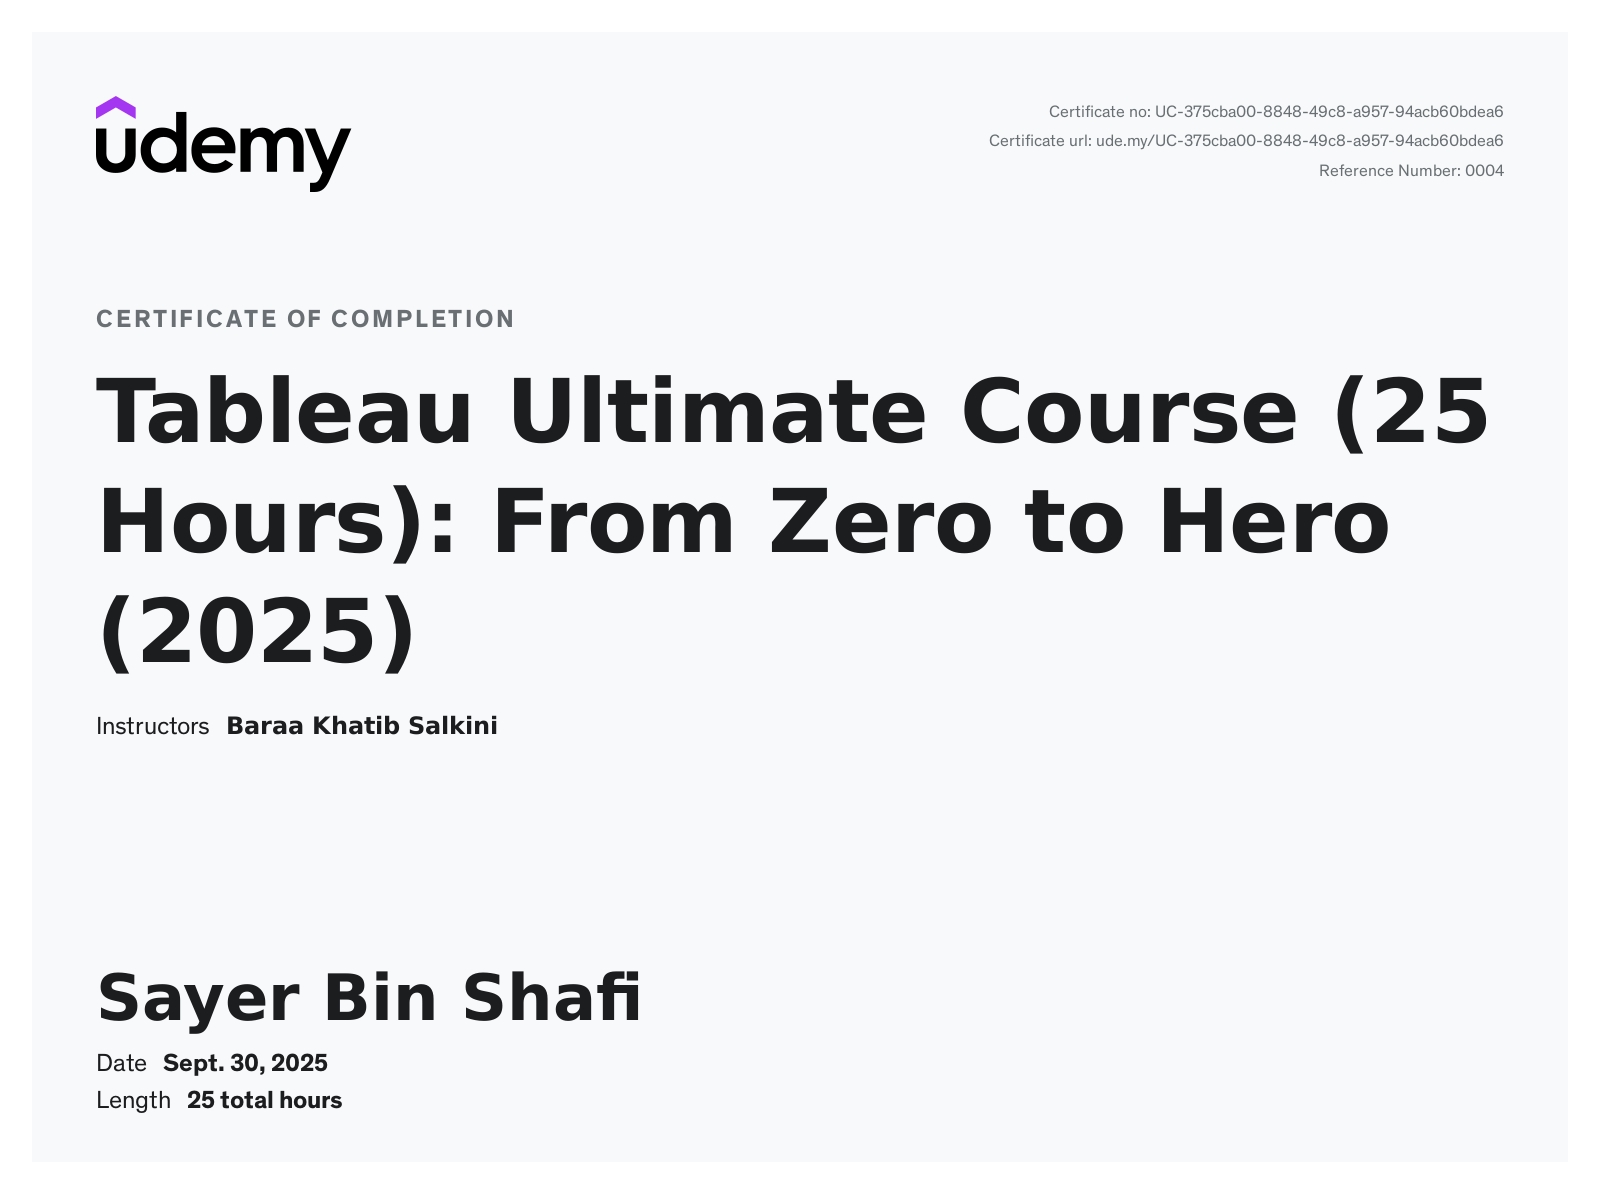 udemy
Certificate no: UC-375cba00-8848-49c8-a957-94acb60bdea6
Certificate url: ude.my/UC-375cba00-8848-49c8-a957-94acb60bdea6
Reference Number: 0004
CERTIFICATE OF COMPLETION
Tableau Ultimate Course (25
Hours): From Zero to Hero
(2025)
Instructors Baraa Khatib Salkini
Sayer Bin Shafi
Date Sept. 30, 2025
Length 25 total hours